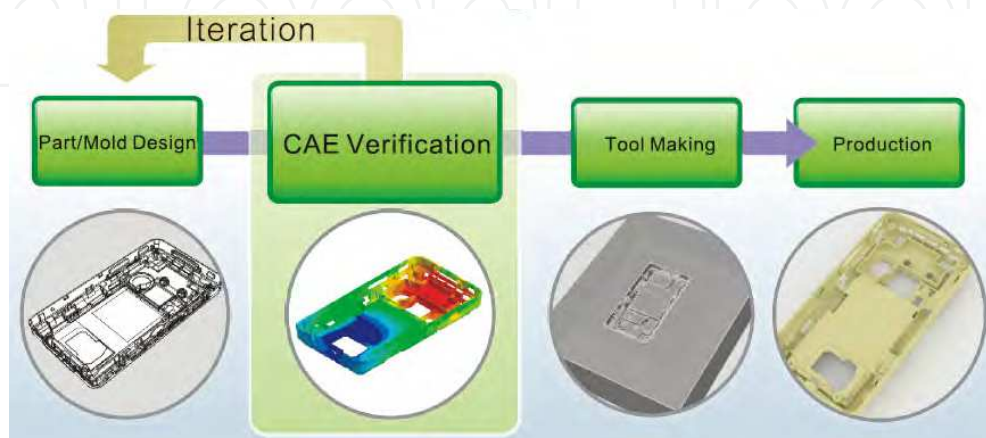 Iteration
Part/Mold Design
CAE Verification
Tool Making
Production